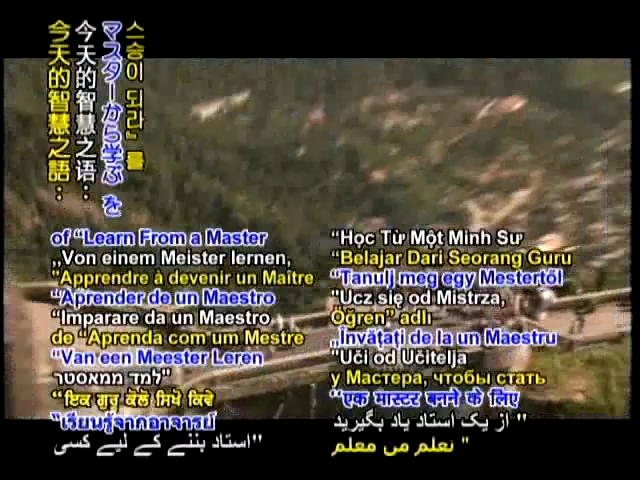 스승이 되라』를
マスターから学ぶ を
今天的智慧之语：
今天的智慧之語：
of “Learn From a Master
„Von einem Meister lernen,
"Apprendre à devenir un Maître
“Aprender de un Maestro
“Imparare da un Maestro
de “Aprenda com um Mestre
“Van een Meester Leren
"למד ממאסטר
“ਇਕ ਗੁਰੂ ਕੋਲੋਂ ਸਿਖੋ ਕਿਵੇਂ
“เรียนรู้จากอาจารย์
"استاد بننے کے لیے کسی
“Học Từ Một Minh Sư
“Belajar Dari Seorang Guru
“Tanulj meg egy Mestertől
"Ucz się od Mistrza,
Öğren” adlı
„Învăţaţi de la un Maestru
"Uči od Učitelja
у Мастера, чтобы стать
“एक मास्टर बनने के लिए
" از یک استاد یاد بگیرید
" تعلم من معلم